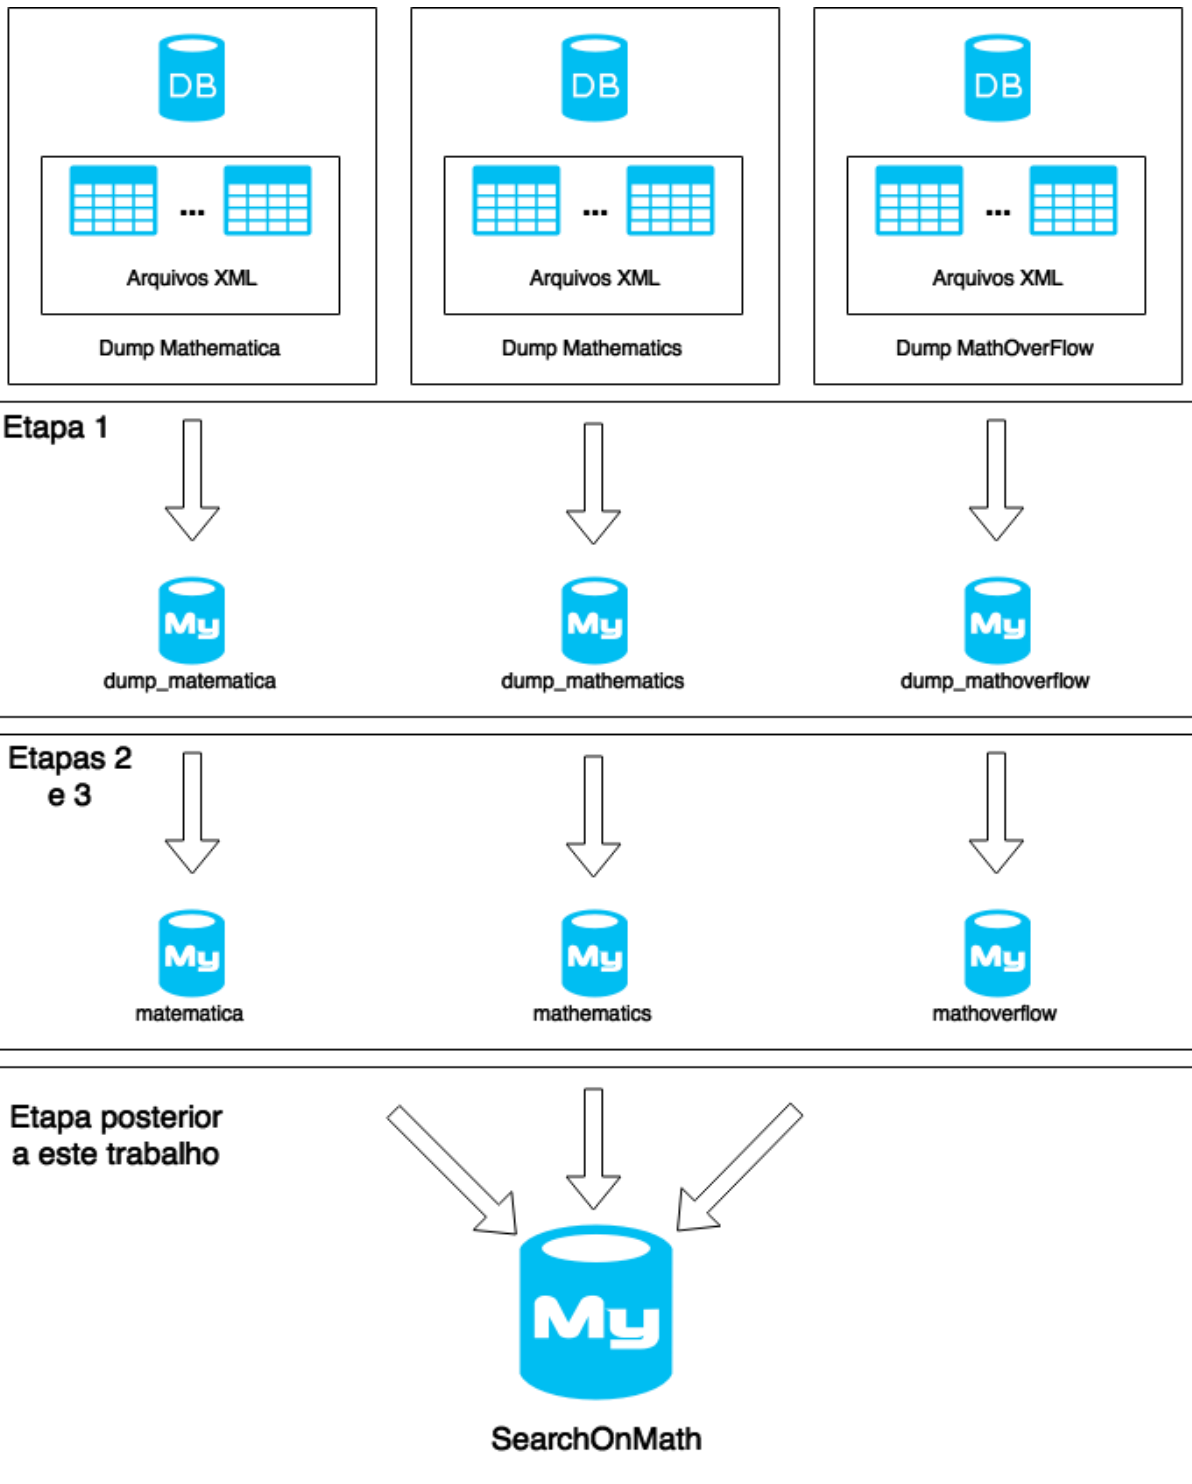 DB
DB
DB
...
...
...
Arquivos XML
Arquivos XML
Arquivos XML
Dump Mathematica
Dump Mathematics
Dump MathOverFlow
Etapa 1
My
My
My
dump_matematica
dump_mathematics
dump_mathoverflow
Etapas 2
e 3
My
My
My
matematica
mathematics
mathoverflow
Etapa posterior
a este trabalho
My
SearchOnMath